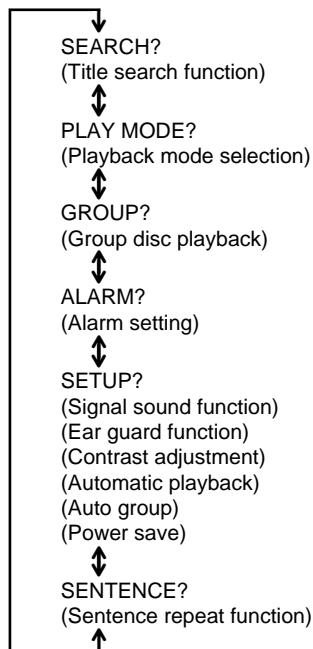 SEARCH?
(Title search function)
PLAY MODE?
(Playback mode selection)
GROUP?
(Group disc playback)
ALARM?
(Alarm setting)
SETUP?
(Signal sound function)
(Ear guard function)
(Contrast adjustment)
(Automatic playback)
(Auto group)
(Power save)
SENTENCE?
(Sentence repeat function)